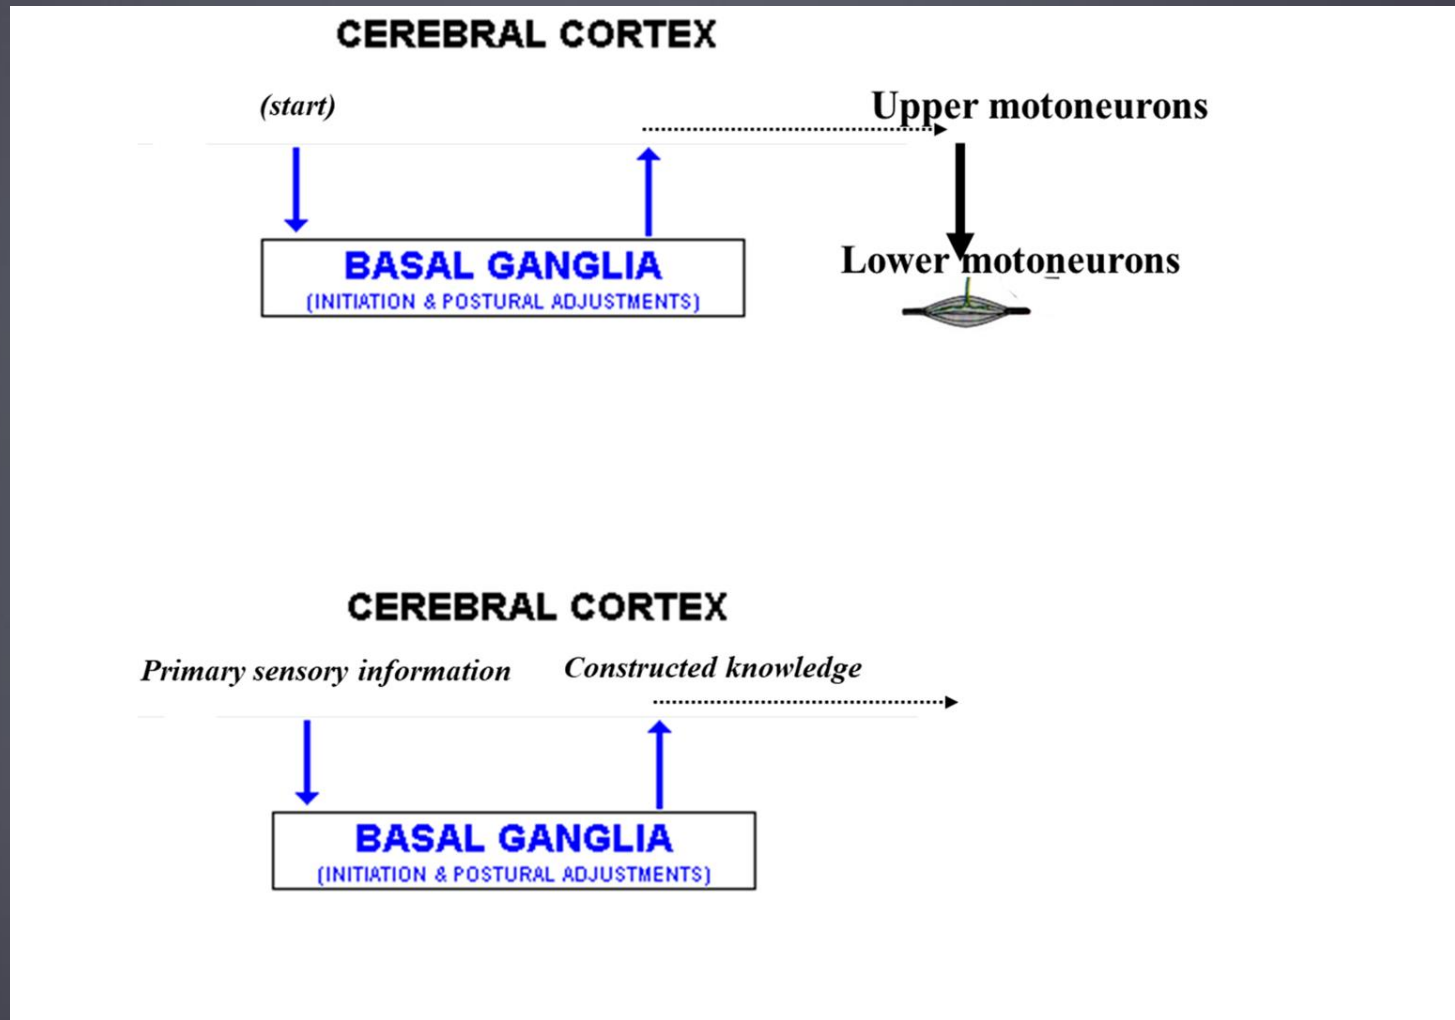 CEREBRAL CORTEX
(start)
Upper motoneurons
BASAL GANGLIA
(INITIATION & POSTURAL ADJUSTMENTS)
Lower motoneurons
CEREBRAL CORTEX
Primary sensory information
Constructed knowledge
BASAL GANGLIA
(INITIATION & POSTURAL ADJUSTMENTS)